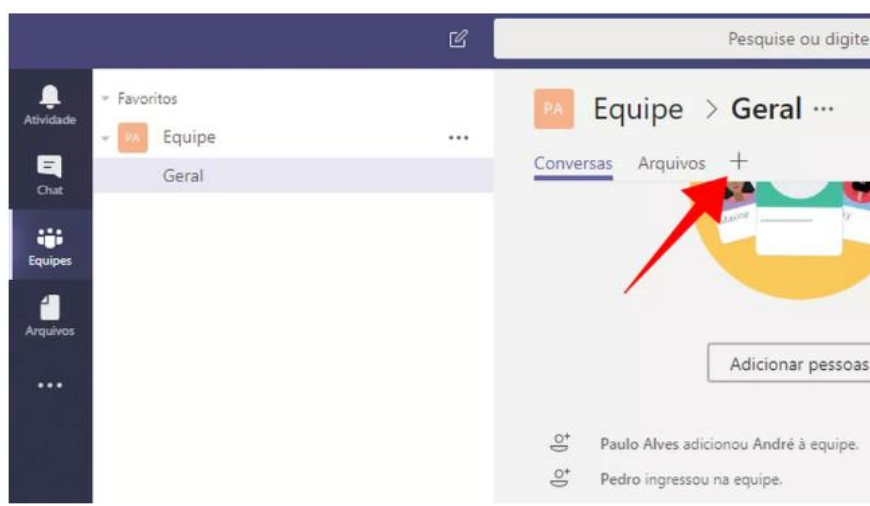 Pesquise ou digite
Atividade
Chat
Equipes
Arquivos
Favoritos
PA Equipe
Geral
PA Equipe > Geral
Conversas Arquivos
Adicionar pessoas
Paulo Alves adicionou André à equipe.
Pedro ingressou na equipe.